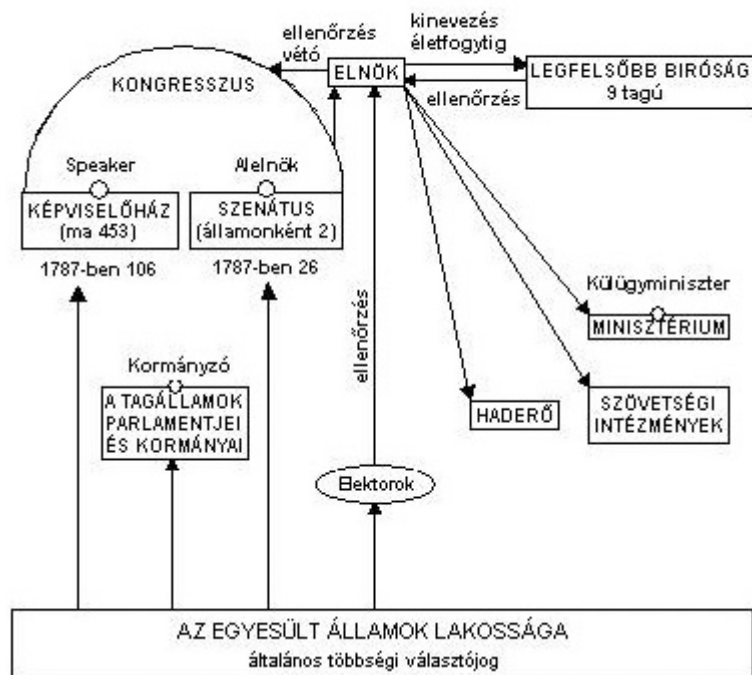 ellenőrzés
vétó
kinevezés
életfogytig
KONGRESSZUS
ELNÖK
LEGFELSŐBB BIRÓSÁG
9 tagú
ellenőrzés
Speaker
Alelnök
KÉPVISELŐHÁZ
(ma 453)
SZENÁTUS
(államonként 2)
1787-ben 106
1787-ben 26
ellenőrzés
Külügyminiszter
MINISZTÉRIUM
Kormányzó
A TAGÁLLAMOK
PARLAMENTJEI
ÉS KORMÁNYAI
HADERŐ
SZÖVETSÉGI
INTÉZMÉNYEK
Elektorok
AZ EGYESÜLT ÁLLAMOK LAKOSSÁGA
általános többségi választójog